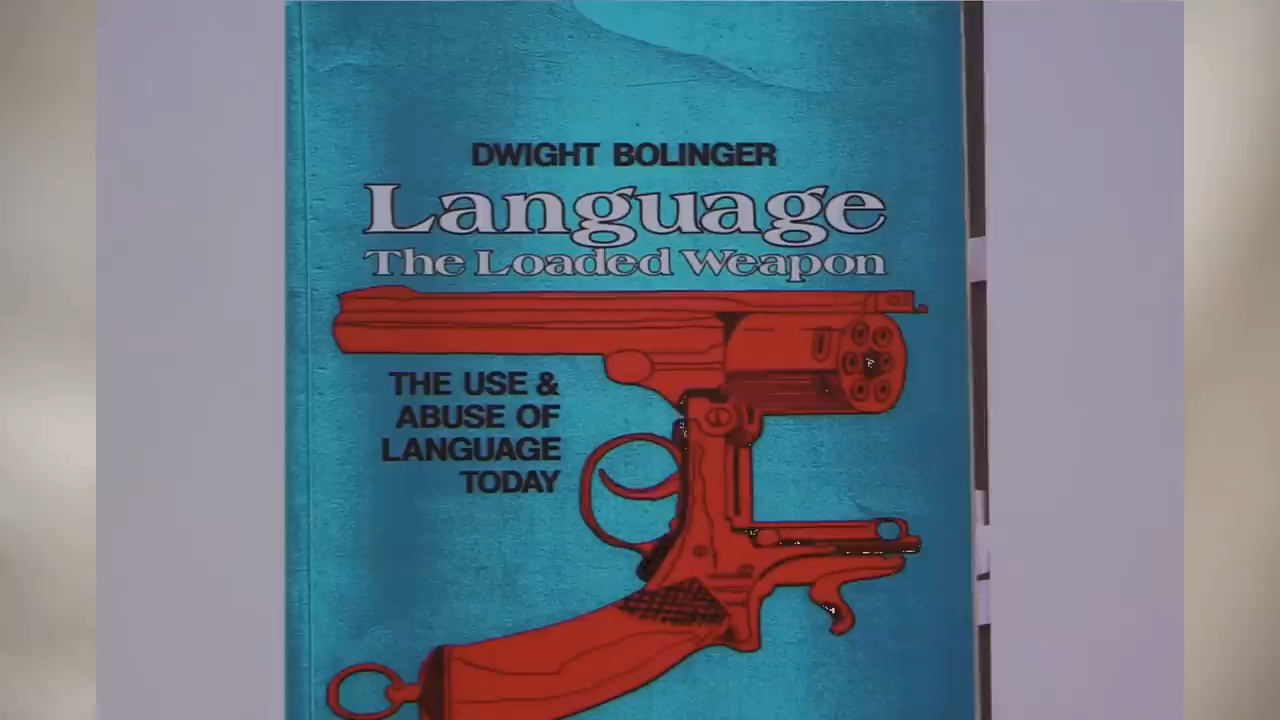 DWIGHT BOLINGER
Language
The Loaded Weapon
THE USE &
ABUSE OF
LANGUAGE
TODAY